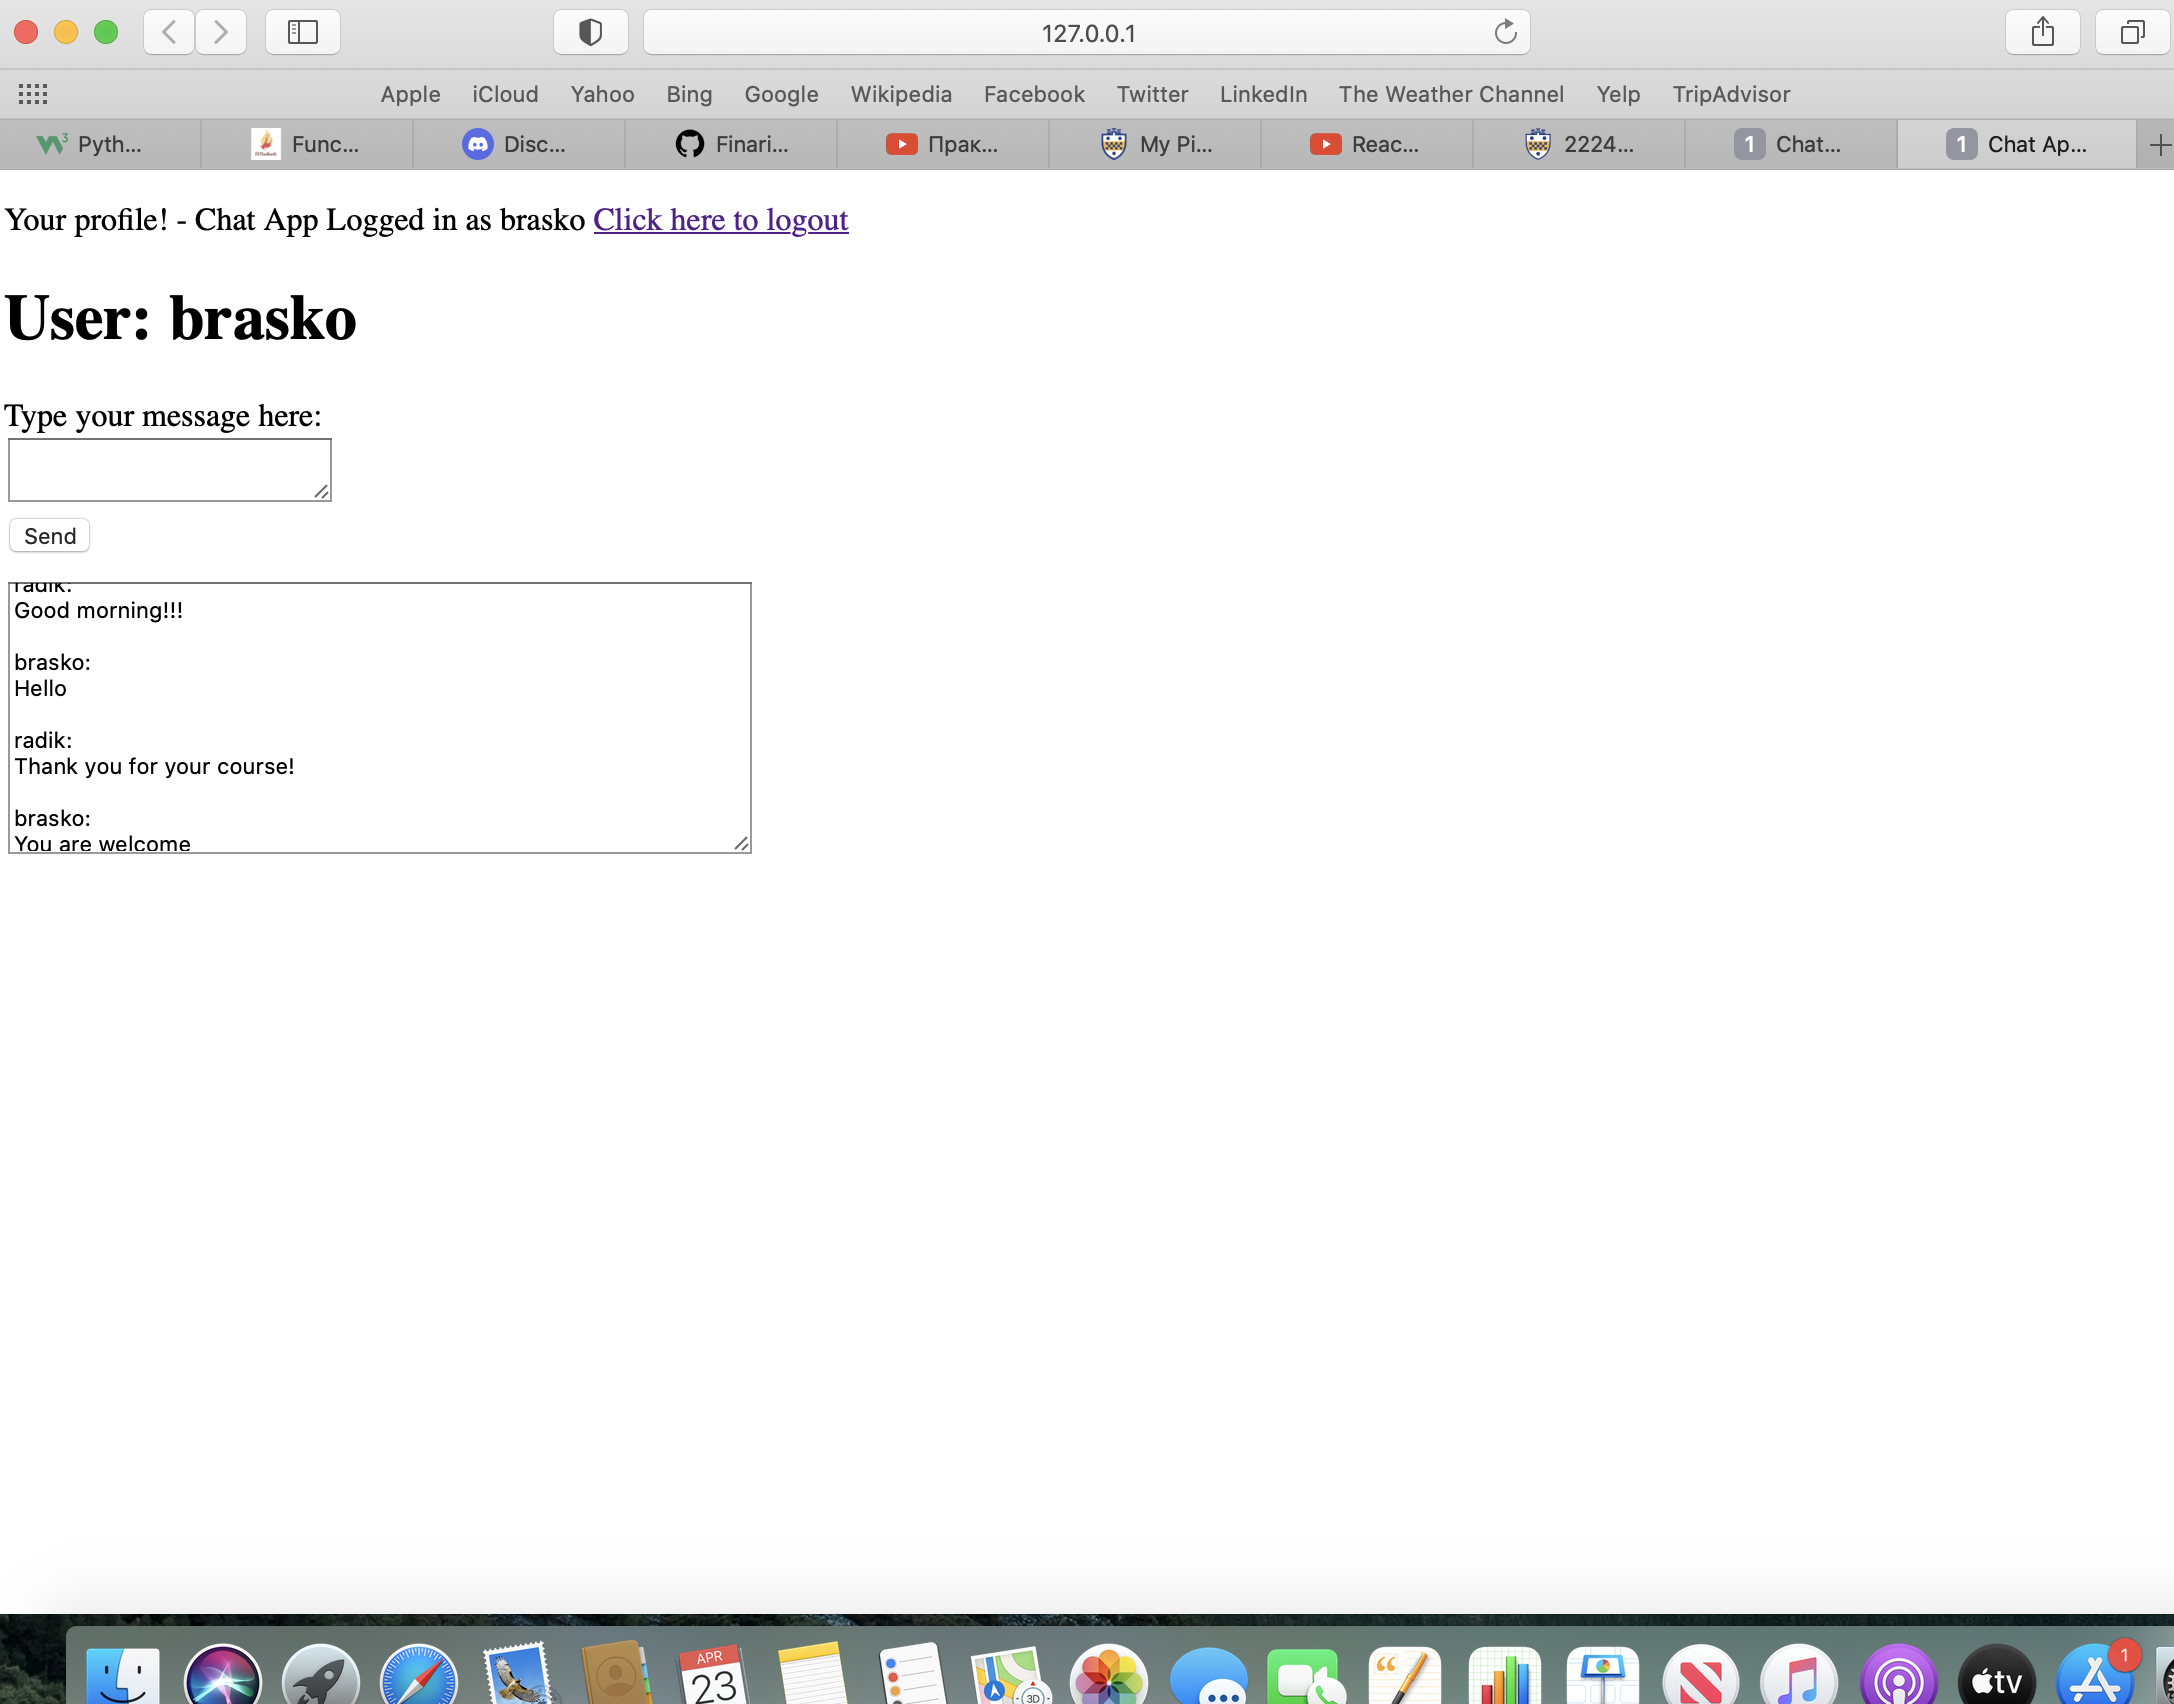 127.0.0.1
Apple iCloud Yahoo Bing Google Wikipedia Facebook Twitter LinkedIn The Weather Channel Yelp TripAdvisor
Pyth... Func... Disc... Finari... Прак... My Pi... Reac... 2224... 1 Chat... 1 Chat Ap...
Your profile! - Chat App Logged in as brasko Click here to logout
User: brasko
Type your message here:
Send
radik:
Good morning!!!
brasko:
Hello
radik:
Thank you for your course!
brasko:
You are welcome
APR
23
3D
tv
1